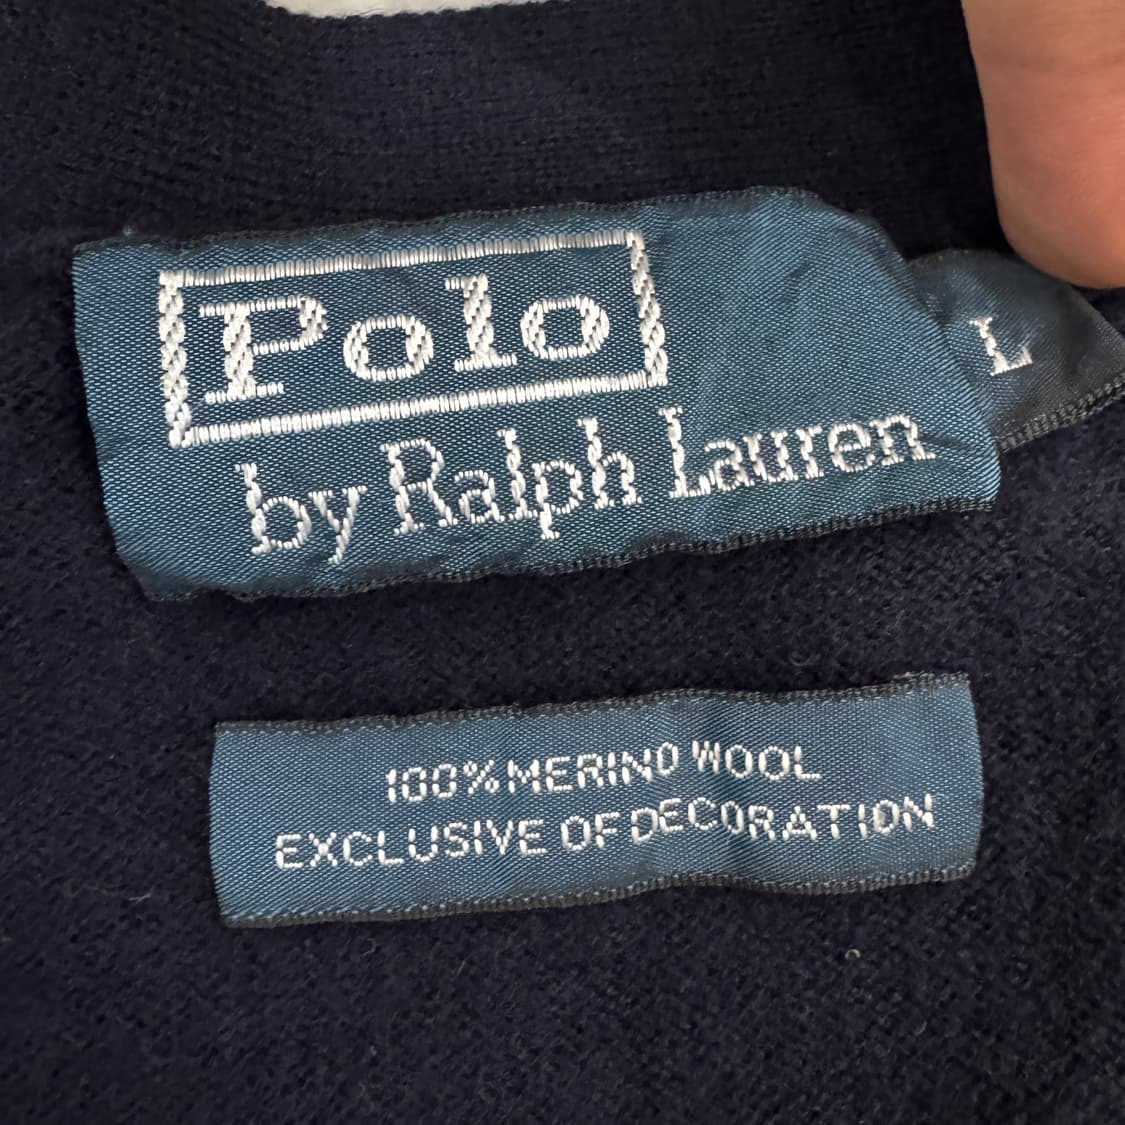 Polo
by Ralph Lauren
L
100% MERINO WOOL
EXCLUSIVE OF DECORATION